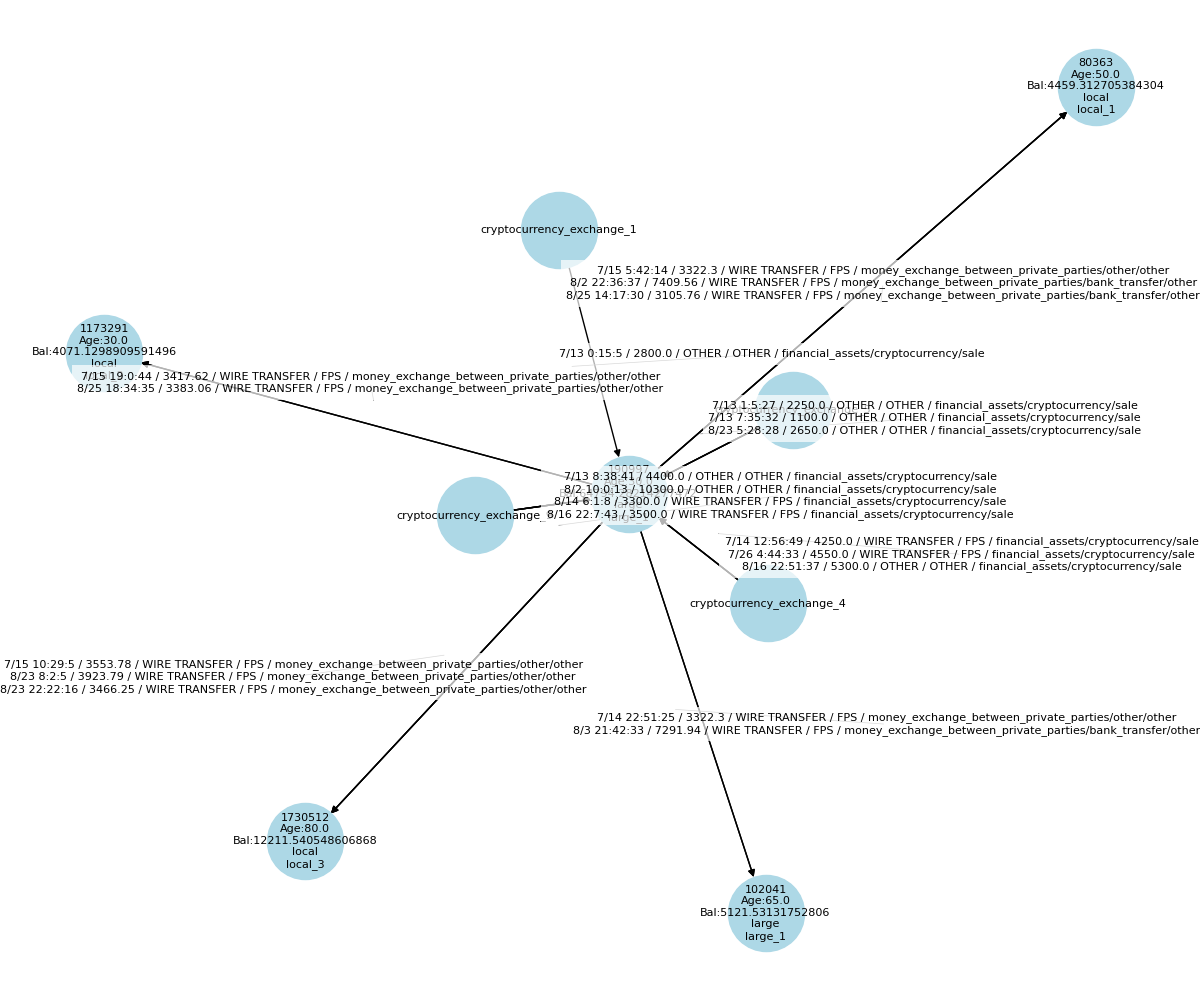 80363
Age:50.0
Bal:4459.312705384304
local
local_1
cryptocurrency_exchange_1
7/15 5:42:14 / 3322.3 / WIRE TRANSFER / FPS / money_exchange_between_private_parties/other/other
8/2 22:36:37 / 7409.56 / WIRE TRANSFER / FPS / money_exchange_between_private_parties/bank_transfer/other
8/25 14:17:30 / 3105.76 / WIRE TRANSFER / FPS / money_exchange_between_private_parties/bank_transfer/other
1173291
Age:30.0
Bal:4071.1298909591496
local
7/13 0:15:5 / 2800.0 / OTHER / OTHER / financial_assets/cryptocurrency/sale
7/15 19:0:44 / 3417.62 / WIRE TRANSFER / FPS / money_exchange_between_private_parties/other/other
8/25 18:34:35 / 3383.06 / WIRE TRANSFER / FPS / money_exchange_between_private_parties/other/other
7/13 1:5:27 / 2250.0 / OTHER / OTHER / financial_assets/cryptocurrency/sale
7/13 7:35:32 / 1100.0 / OTHER / OTHER / financial_assets/cryptocurrency/sale
8/23 5:28:28 / 2650.0 / OTHER / OTHER / financial_assets/cryptocurrency/sale
7/13 8:38:41 / 4400.0 / OTHER / OTHER / financial_assets/cryptocurrency/sale
8/2 10:0:13 / 10300.0 / OTHER / OTHER / financial_assets/cryptocurrency/sale
8/14 6:1:8 / 3300.0 / WIRE TRANSFER / FPS / financial_assets/cryptocurrency/sale
8/16 22:7:43 / 3500.0 / WIRE TRANSFER / FPS / financial_assets/cryptocurrency/sale
large_1
7/14 12:56:49 / 4250.0 / WIRE TRANSFER / FPS / financial_assets/cryptocurrency/sale
7/26 4:44:33 / 4550.0 / WIRE TRANSFER / FPS / financial_assets/cryptocurrency/sale
8/16 22:51:37 / 5300.0 / OTHER / OTHER / financial_assets/cryptocurrency/sale
cryptocurrency_exchange_4
7/15 10:29:5 / 3553.78 / WIRE TRANSFER / FPS / money_exchange_between_private_parties/other/other
8/23 8:2:5 / 3923.79 / WIRE TRANSFER / FPS / money_exchange_between_private_parties/other/other
8/23 22:22:16 / 3466.25 / WIRE TRANSFER / FPS / money_exchange_between_private_parties/other/other
7/14 22:51:25 / 3322.3 / WIRE TRANSFER / FPS / money_exchange_between_private_parties/other/other
8/3 21:42:33 / 7291.94 / WIRE TRANSFER / FPS / money_exchange_between_private_parties/bank_transfer/other
1730512
Age:80.0
Bal:12211.540548606868
local
local_3
102041
Age:65.0
Bal:5121.53131752806
large
large_1